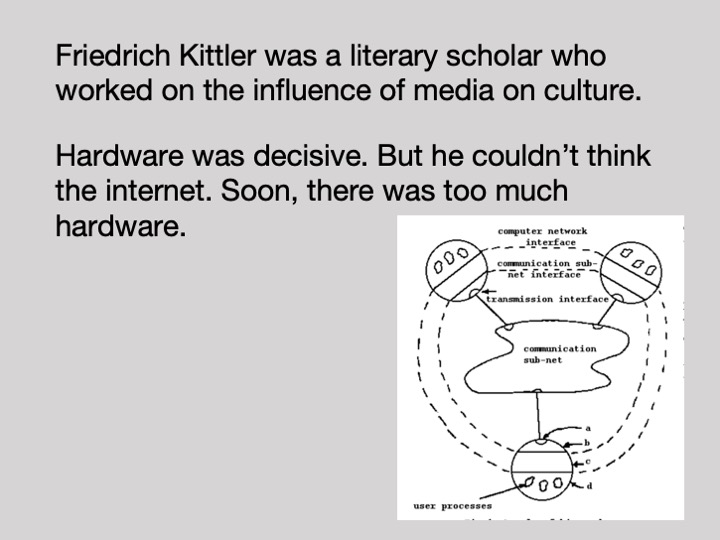 Friedrich Kittler was a literary scholar who
worked on the influence of media on culture.
Hardware was decisive. But he couldn’t think
the internet. Soon, there was too much
hardware.
computer network
interface
communication sub-
net interface
transmission interface
communication
sub-net
a
b
c
d
user processes